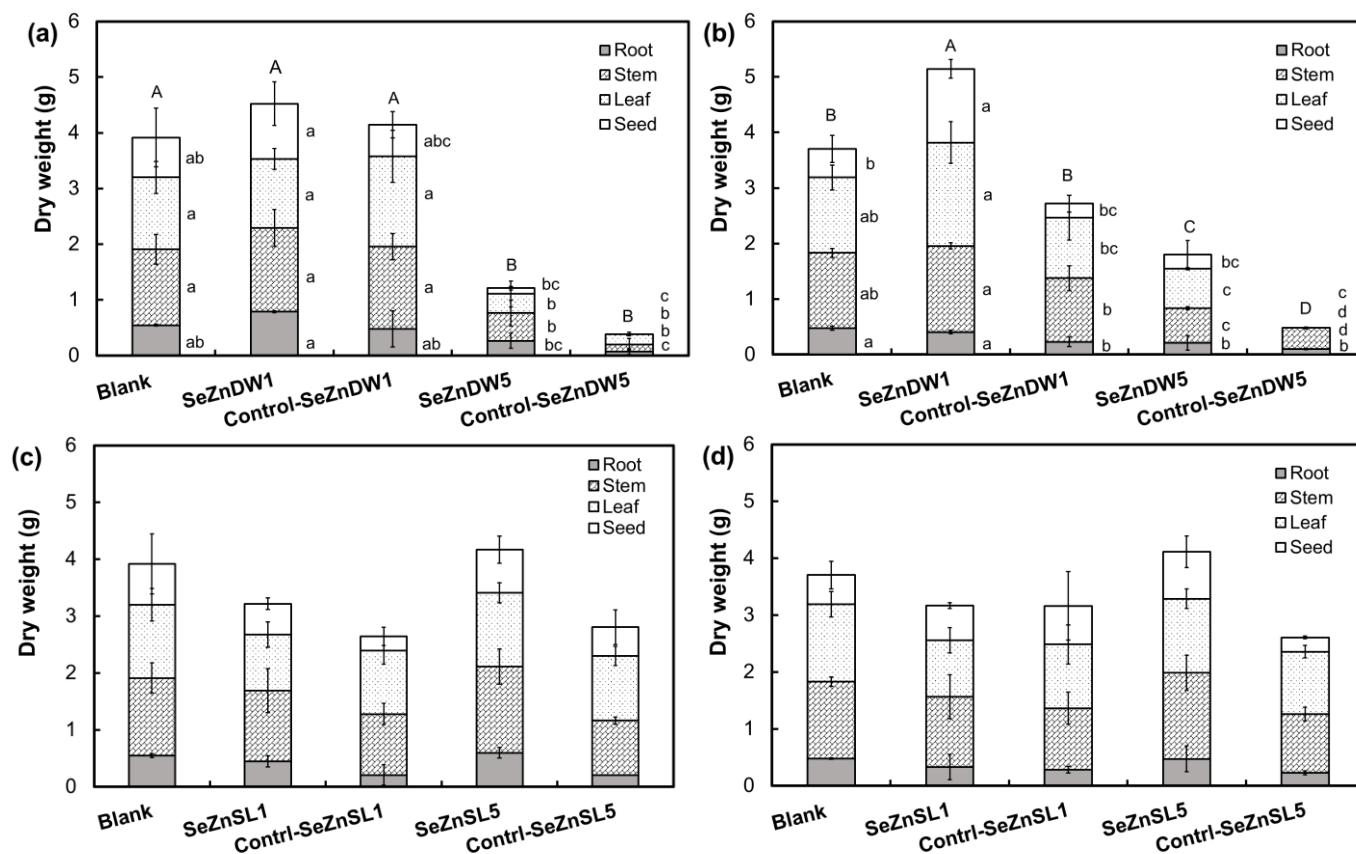 (a)
Dry weight (g)
6
5
4
3
2
1
0
Root
Stem
Leaf
Seed
A
ab
a
a
ab
A
a
a
a
a
A
abc
a
a
ab
B
bc
b
b
bc
B
c
b
b
c
Blank
SeZnDW1
Control-SeZnDW1
SeZnDW5
Control-SeZnDW5
(b)
Dry weight (g)
6
5
4
3
2
1
0
Root
Stem
Leaf
Seed
B
b
ab
ab
a
A
a
a
a
a
B
bc
bc
b
b
C
bc
c
c
b
D
c
d
d
b
Blank
SeZnDW1
Control-SeZnDW1
SeZnDW5
Control-SeZnDW5
(c)
Dry weight (g)
6
5
4
3
2
1
0
Root
Stem
Leaf
Seed
Blank
SeZnSL1
Contrl-SeZnSL1
SeZnSL5
Contrl-SeZnSL5
(d)
Dry weight (g)
6
5
4
3
2
1
0
Root
Stem
Leaf
Seed
Blank
SeZnSL1
Contrl-SeZnSL1
SeZnSL5
Contrl-SeZnSL5